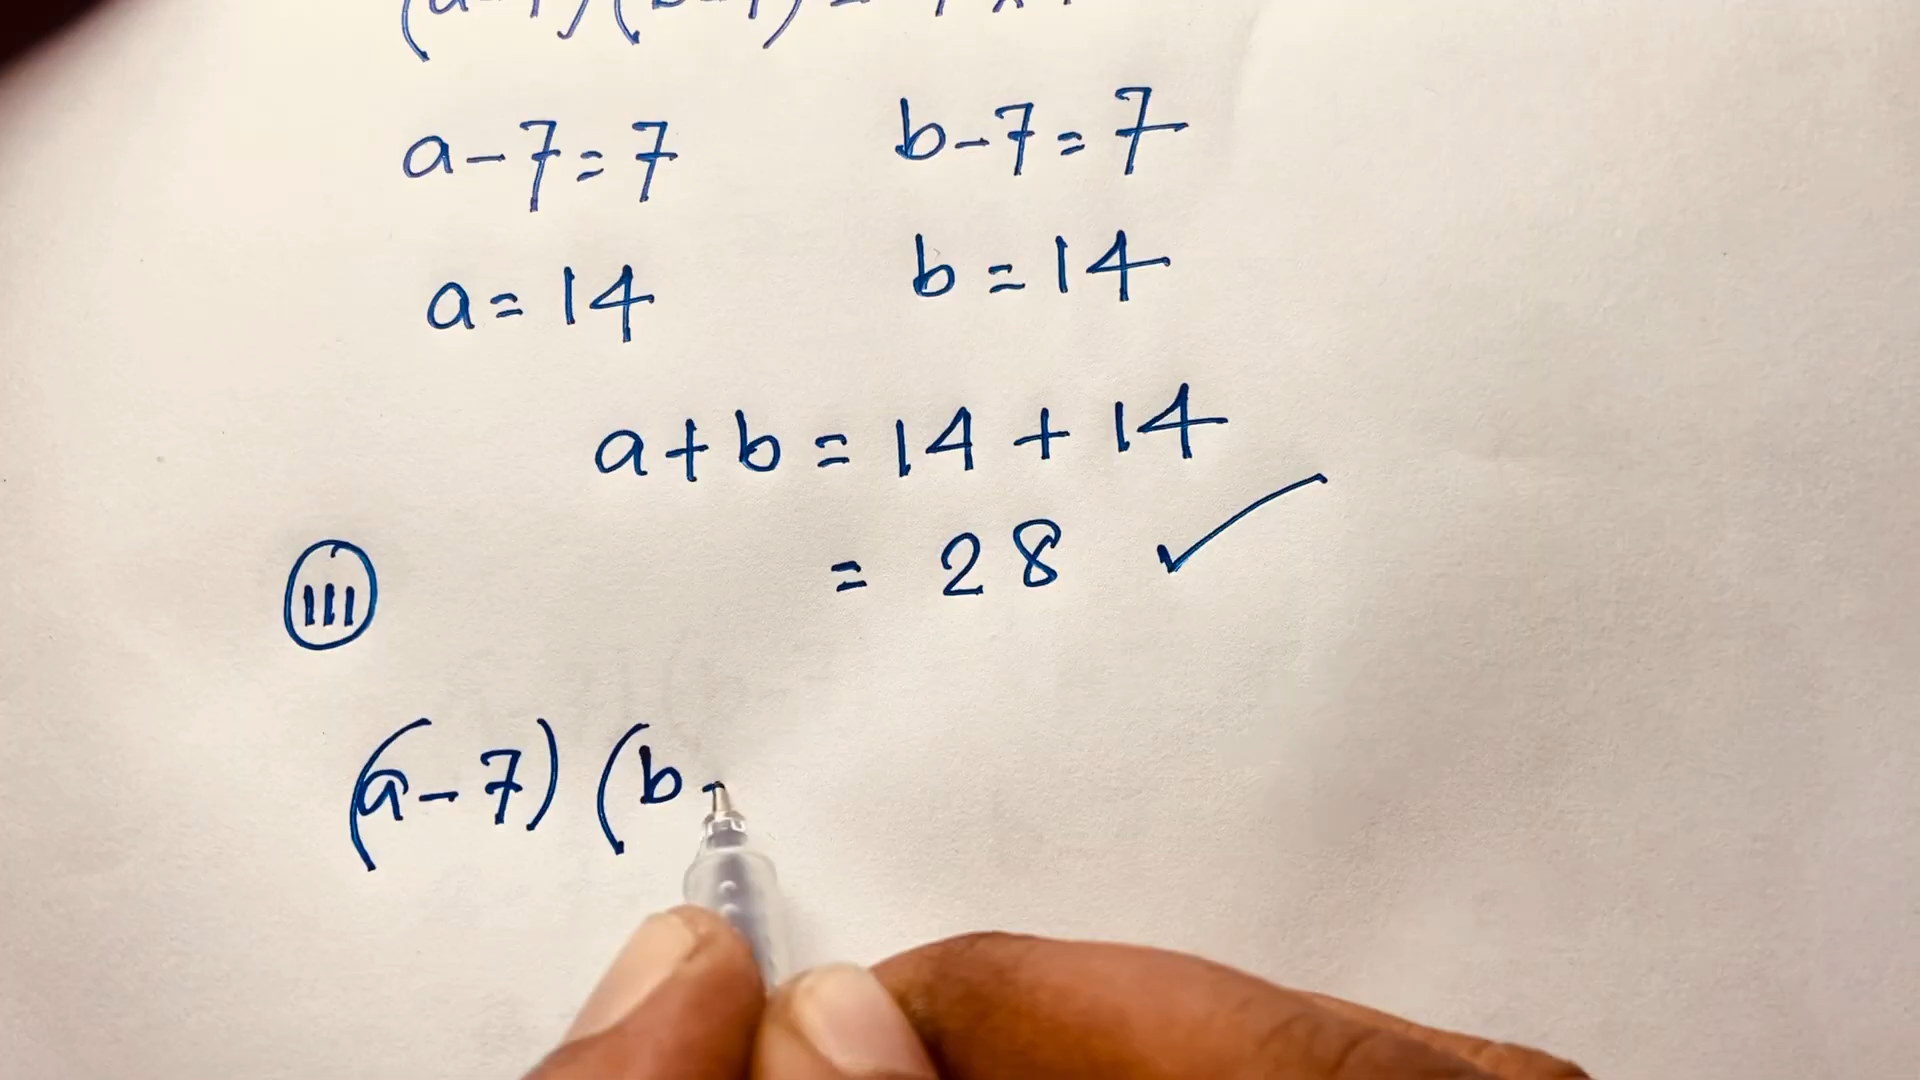 a-7=7 b-7=7
a=14 b=14
a+b=14+14
=28 ✓
III
(a-7)(b-